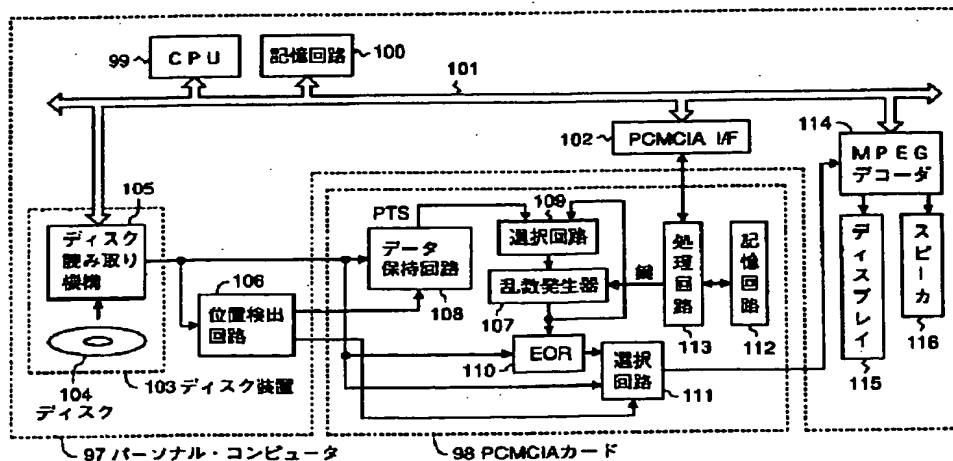 99
CPU
記憶回路
100
101
102
PCMCIA I/F
114
MPEG
デコーダ
105
ディスク
読み取り
機構
PTS
109
選択回路
データ
保持回路
108
乱数発生器
107
鍵
処理回路
113
記憶回路
112
ディスプレイ
115
スピーカ
116
106
位置検出
回路
EOR
110
選択
回路
111
104
ディスク
103 ディスク装置
97 パーソナル・コンピュータ
98 PCMCIAカード